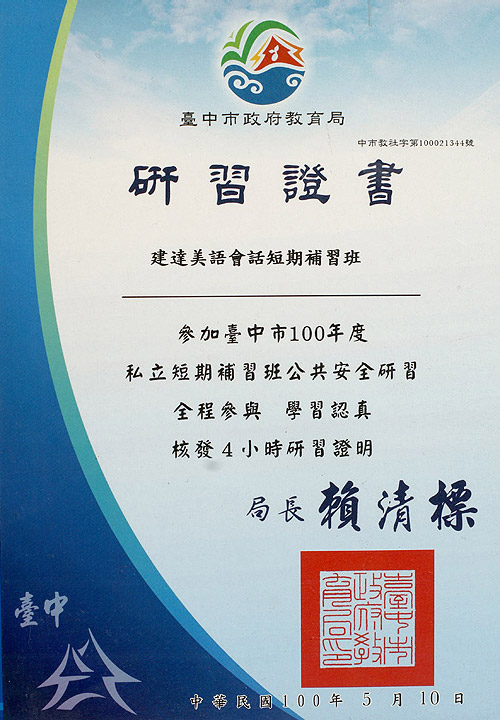 臺中市政府教育局
中市教社字第100021344號
研習證書
建達美語會話短期補習班
參加臺中市100年度
私立短期補習班公共安全研習
全程參與　學習認真
核發4小時研習證明
局長 賴清標
臺中市
政府教
育局印
臺中
中華民國100年 5月10日